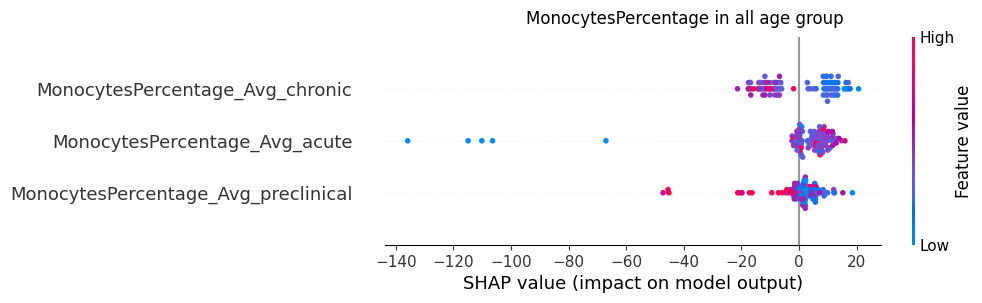 MonocytesPercentage in all age group
High
MonocytesPercentage_Avg_chronic
MonocytesPercentage_Avg_acute
MonocytesPercentage_Avg_preclinical
Feature value
Low
−140 −120 −100 −80 −60 −40 −20 0 20
SHAP value (impact on model output)